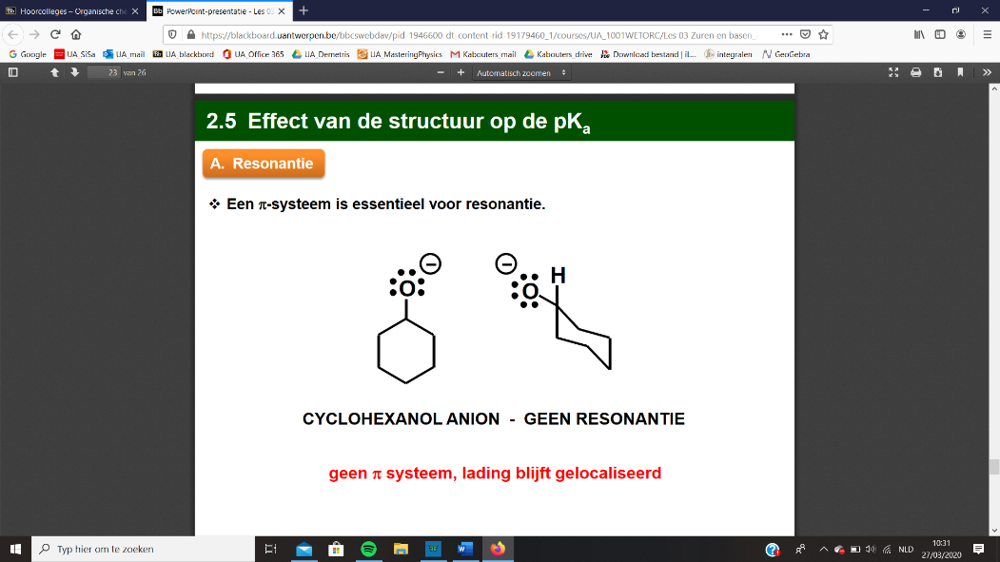 Hoorcolleges – Organische che
PowerPoint-presentatie - Les 0
https://blackboard.uantwerpen.be/bbcswebdav/pid-1946600-dt-content-rid-19179460_1/courses/UA_1001WETORC/Les 03 Zuren en basen_
Google UA_SiSa UA_mail UA_blackbord UA_Office 365 UA_Demetris UA_MasteringPhysics Kabouters_mail Kabouters_drive Download bestand | iL... integralen GeoGebra
23 van 26 Automatisch zoomen
2.5 Effect van de structuur op de pKa
A. Resonantie
❖ Een π-systeem is essentieel voor resonantie.
O O H
CYCLOHEXANOL ANION - GEEN RESONANTIE
geen π systeem, lading blijft gelocaliseerd
Typ hier om te zoeken
NLD
10:31
27/03/2020